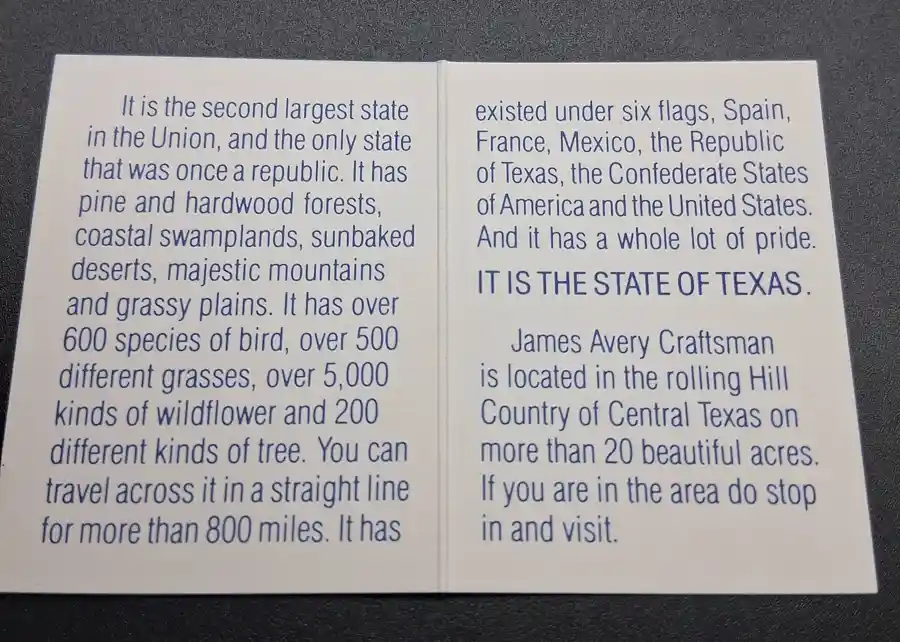 It is the second largest state
in the Union, and the only state
that was once a republic. It has
pine and hardwood forests,
coastal swamplands, sunbaked
deserts, majestic mountains
and grassy plains. It has over
600 species of bird, over 500
different grasses, over 5,000
kinds of wildflower and 200
different kinds of tree. You can
travel across it in a straight line
for more than 800 miles. It has
existed under six flags, Spain,
France, Mexico, the Republic
of Texas, the Confederate States
of America and the United States.
And it has a whole lot of pride.
IT IS THE STATE OF TEXAS.
James Avery Craftsman
is located in the rolling Hill
Country of Central Texas on
more than 20 beautiful acres.
If you are in the area do stop
in and visit.